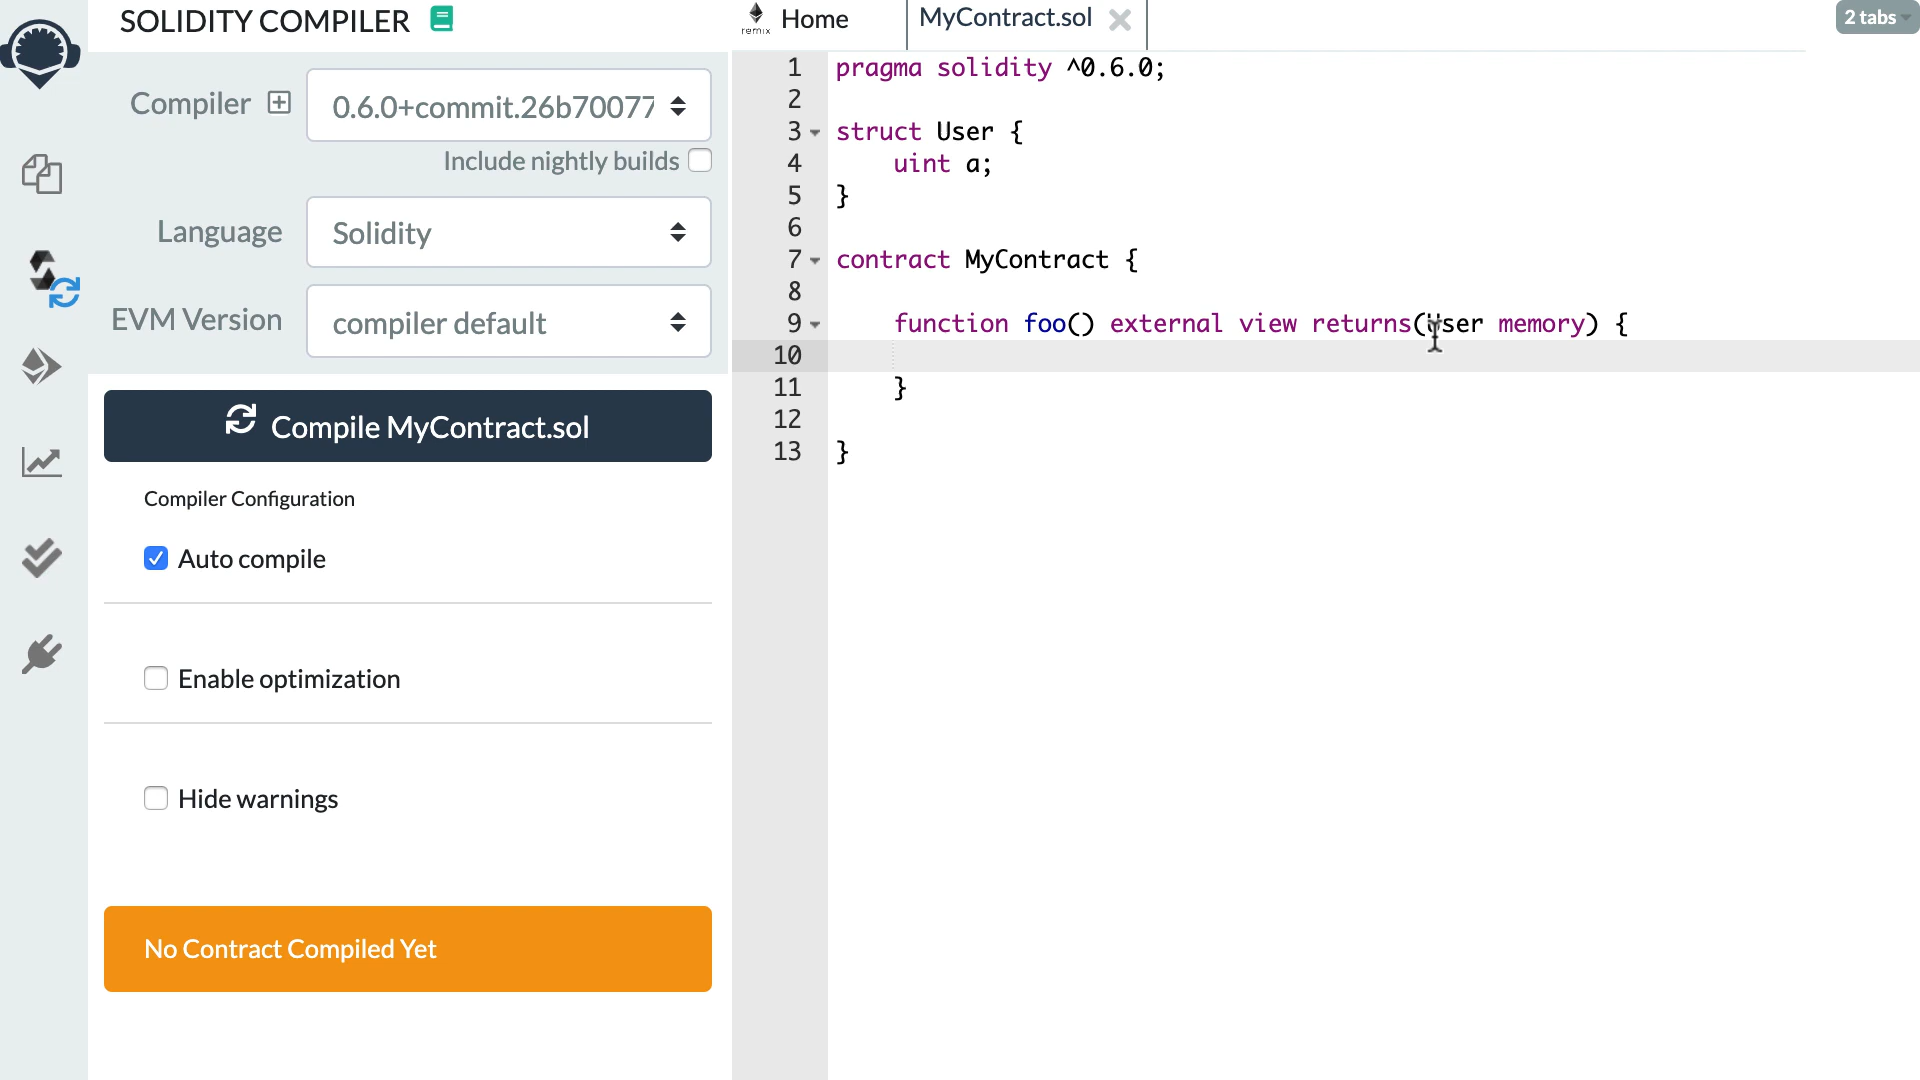 SOLIDITY COMPILER
Compiler
0.6.0+commit.26b70077
Include nightly builds
Language
Solidity
EVM Version
compiler default
Compile MyContract.sol
Compiler Configuration
Auto compile
Enable optimization
Hide warnings
No Contract Compiled Yet
remix
Home
MyContract.sol
2 tabs
1 pragma solidity ^0.6.0;
2
3 struct User {
4     uint a;
5 }
6
7 contract MyContract {
8
9     function foo() external view returns(User memory) {
10
11     }
12
13 }